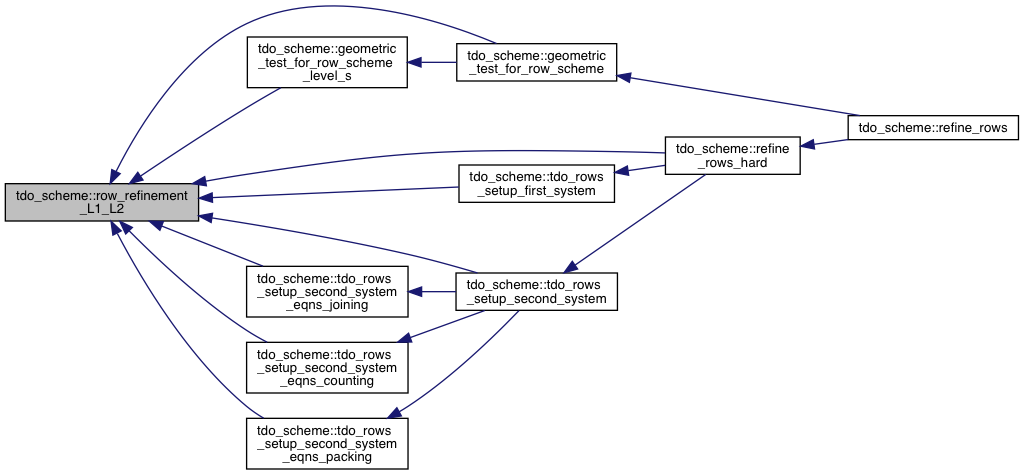 tdo_scheme::row_refinement
_L1_L2
tdo_scheme::geometric
_test_for_row_scheme
_level_s
tdo_scheme::geometric
_test_for_row_scheme
tdo_scheme::refine_rows
tdo_scheme::refine
_rows_hard
tdo_scheme::tdo_rows
_setup_first_system
tdo_scheme::tdo_rows
_setup_second_system
_eqns_joining
tdo_scheme::tdo_rows
_setup_second_system
tdo_scheme::tdo_rows
_setup_second_system
_eqns_counting
tdo_scheme::tdo_rows
_setup_second_system
_eqns_packing